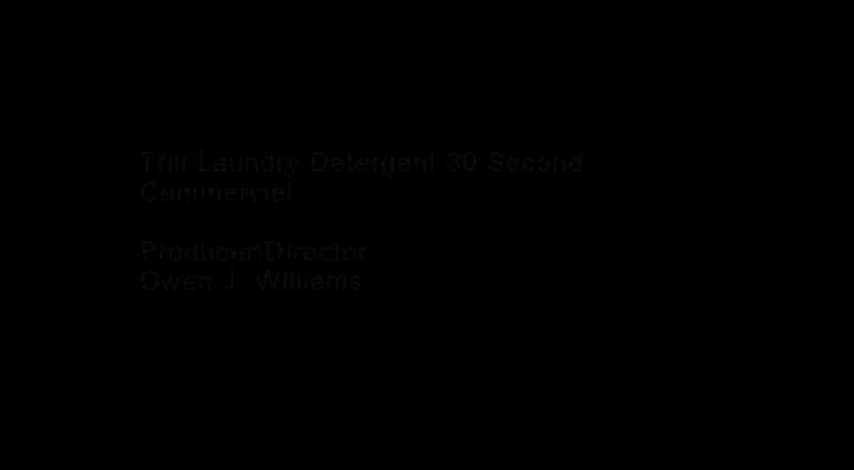 Trill Laundry Detergent 30 Second
Commercial
Producer/Director
Owen J. Williams